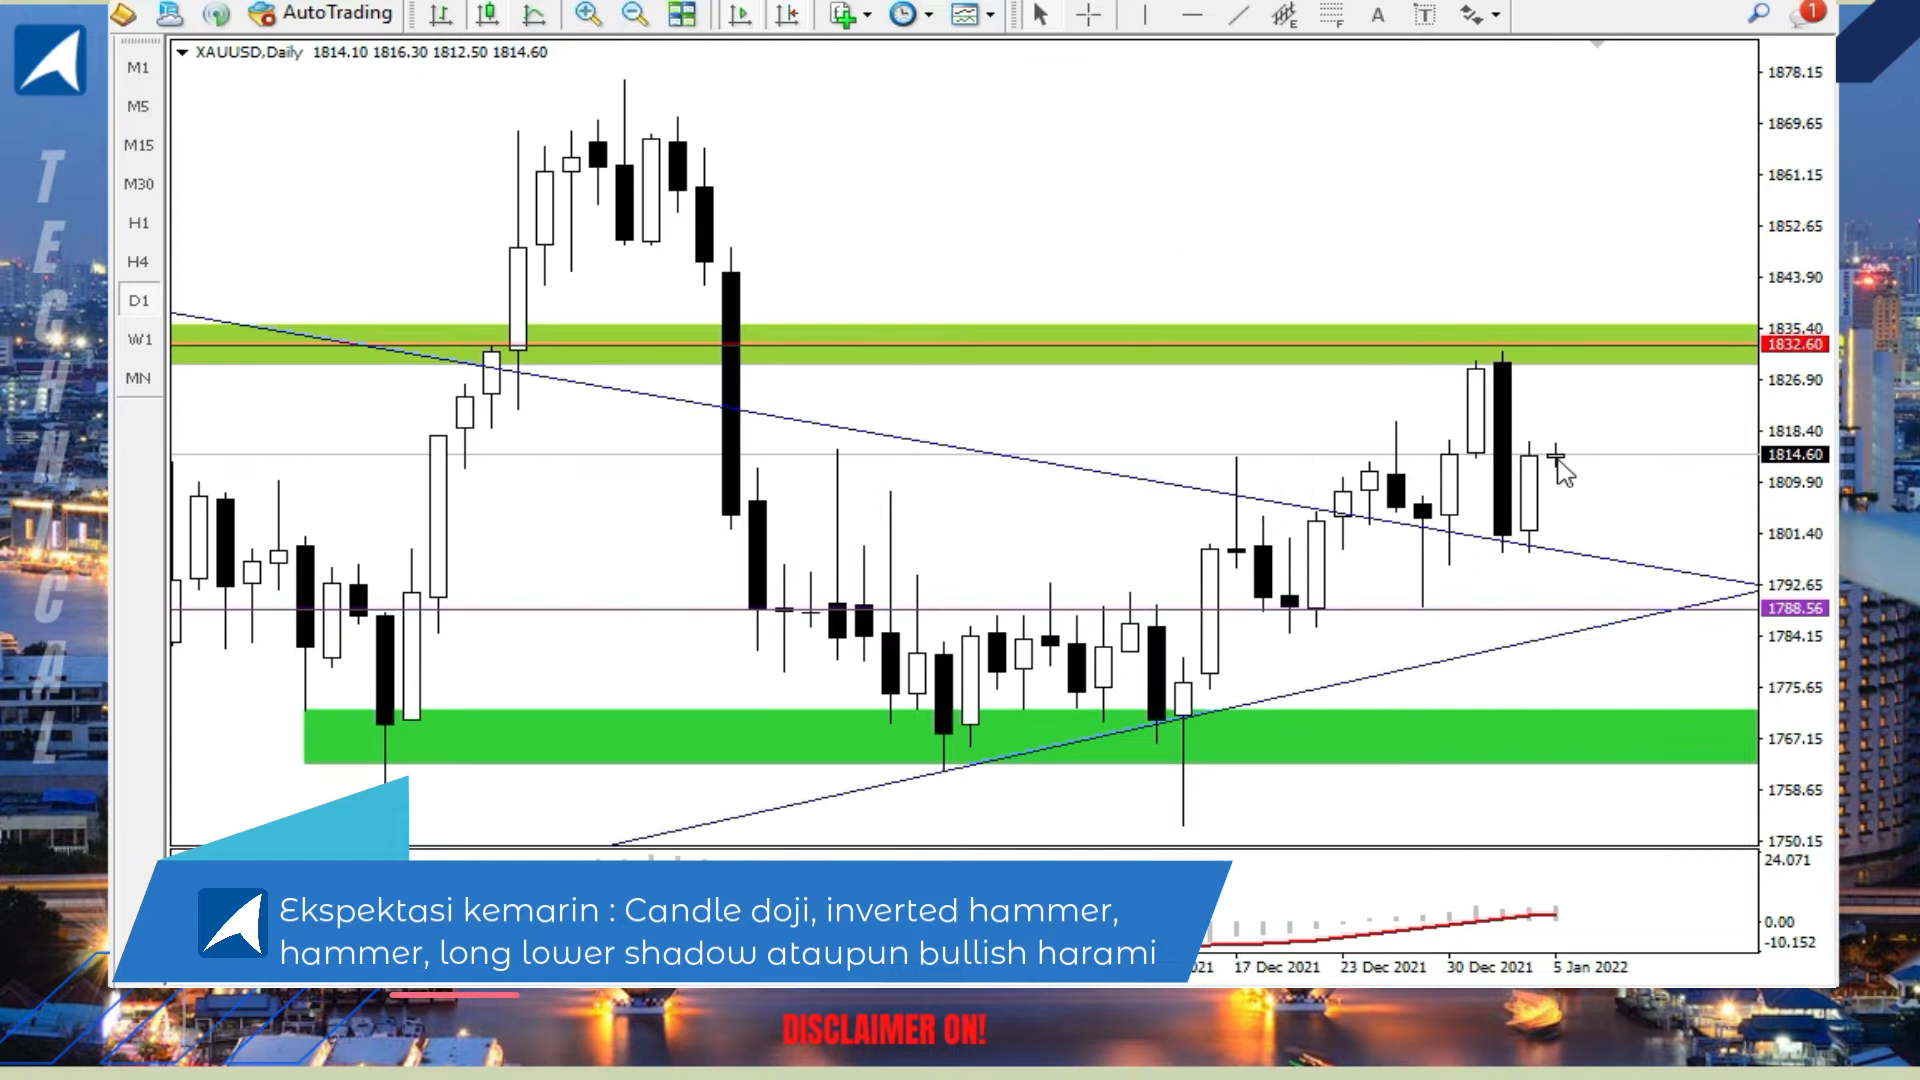 AutoTrading
E
F
A
T
1
M1
M5
M15
M30
H1
H4
D1
W1
MN
XAUUSD,Daily 1814.10 1816.30 1812.50 1814.60
1878.15
1869.65
1861.15
1852.65
1843.90
1835.40
1832.60
1826.90
1818.40
1814.60
1809.90
1801.40
1792.65
1788.56
1784.15
1775.65
1767.15
1758.65
1750.15
24.071
0.00
-10.152
TECHNICAL
Ekspektasi kemarin : Candle doji, inverted hammer,
hammer, long lower shadow ataupun bullish harami
021 17 Dec 2021 23 Dec 2021 30 Dec 2021 5 Jan 2022
DISCLAIMER ON!